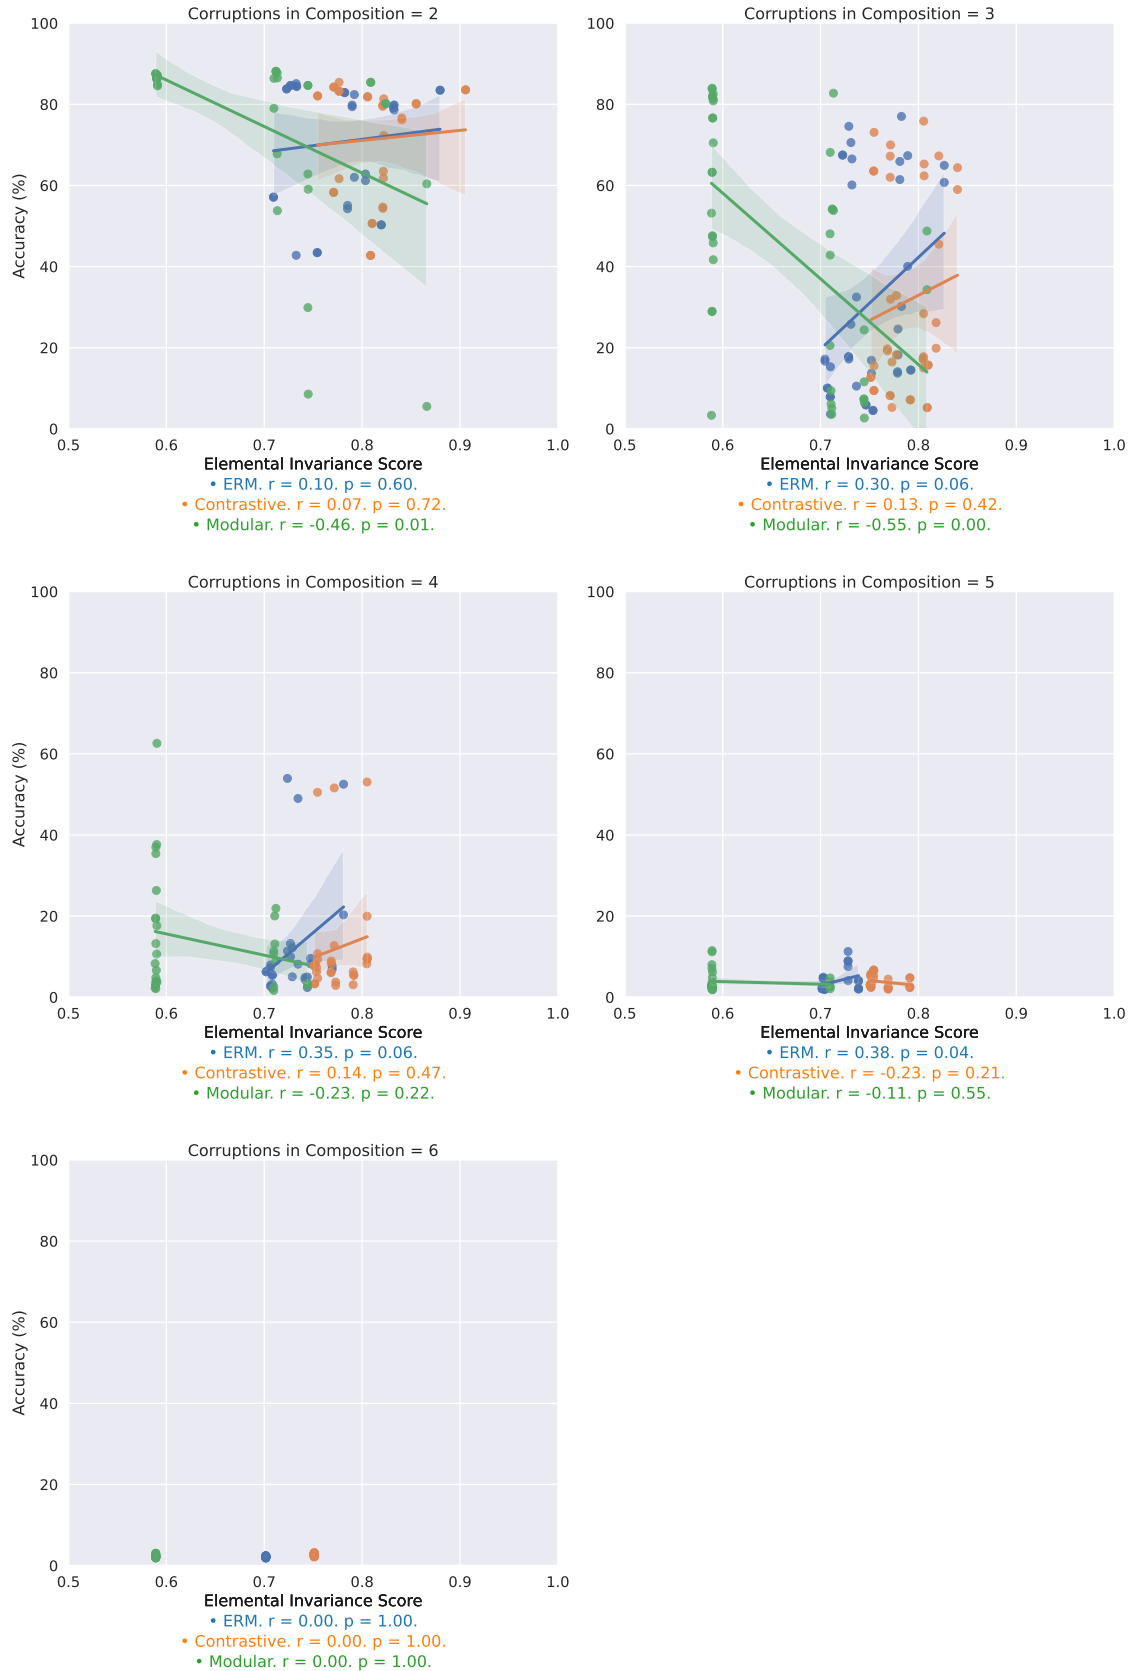 Corruptions in Composition = 2
100
80
60
40
20
0
Accuracy (%)
0.5 0.6 0.7 0.8 0.9 1.0
Elemental Invariance Score
• ERM. r = 0.10. p = 0.60.
• Contrastive. r = 0.07. p = 0.72.
• Modular. r = -0.46. p = 0.01.
Corruptions in Composition = 3
100
80
60
40
20
0
0.5 0.6 0.7 0.8 0.9 1.0
Elemental Invariance Score
• ERM. r = 0.30. p = 0.06.
• Contrastive. r = 0.13. p = 0.42.
• Modular. r = -0.55. p = 0.00.
Corruptions in Composition = 4
100
80
60
40
20
0
Accuracy (%)
0.5 0.6 0.7 0.8 0.9 1.0
Elemental Invariance Score
• ERM. r = 0.35. p = 0.06.
• Contrastive. r = 0.14. p = 0.47.
• Modular. r = -0.23. p = 0.22.
Corruptions in Composition = 5
100
80
60
40
20
0
0.5 0.6 0.7 0.8 0.9 1.0
Elemental Invariance Score
• ERM. r = 0.38. p = 0.04.
• Contrastive. r = -0.23. p = 0.21.
• Modular. r = -0.11. p = 0.55.
Corruptions in Composition = 6
100
80
60
40
20
0
Accuracy (%)
0.5 0.6 0.7 0.8 0.9 1.0
Elemental Invariance Score
• ERM. r = 0.00. p = 1.00.
• Contrastive. r = 0.00. p = 1.00.
• Modular. r = 0.00. p = 1.00.